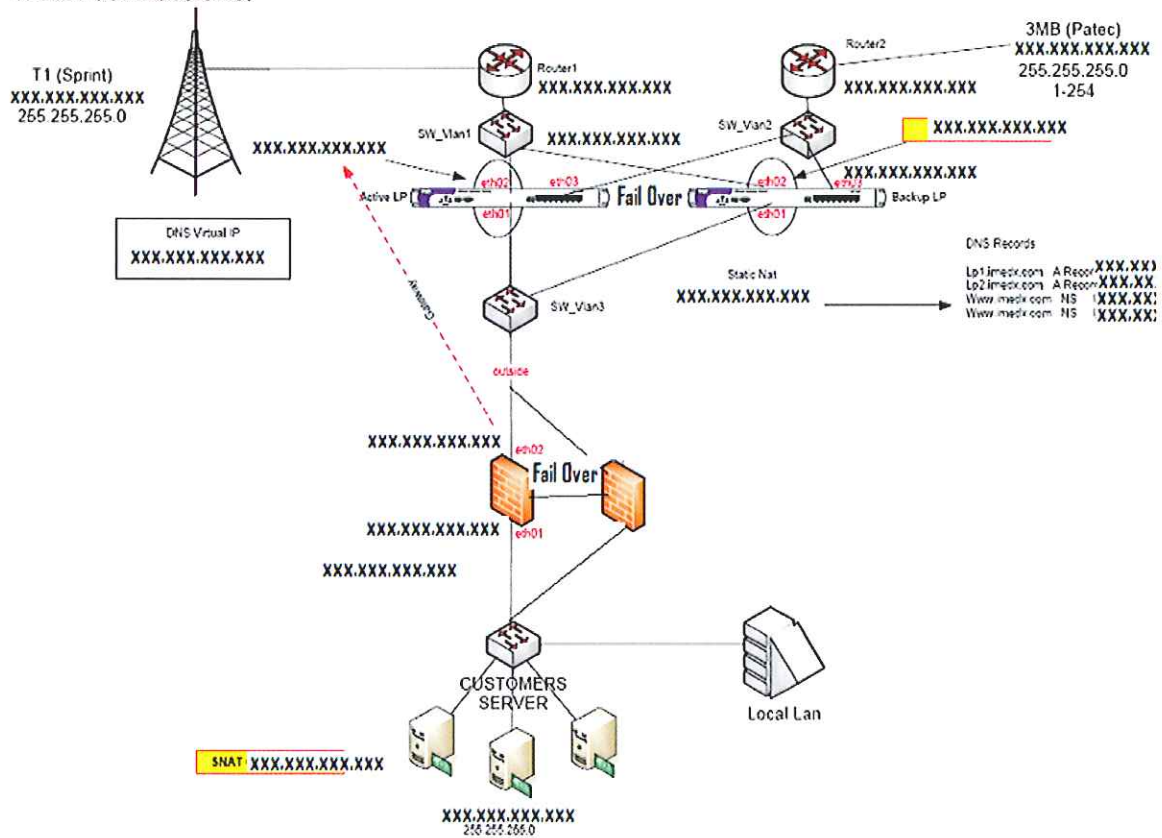 3MB (Patec)
XXX.XXX.XXX.XXX
255.255.255.0
1-254
Router2
XXX.XXX.XXX.XXX
T1 (Sprint)
XXX.XXX.XXX.XXX
255.255.255.0
Router1
XXX.XXX.XXX.XXX
SW_Vlan1
XXX.XXX.XXX.XXX
SW_Vlan2
XXX.XXX.XXX.XXX
XXX.XXX.XXX.XXX
XXX.XXX.XXX.XXX
eth02
eth03
eth02
eth03
Active LP
Fail Over
Backup LP
eth01
eth01
DNS Virtual IP
XXX.XXX.XXX.XXX
Gateway
Static Nat
XXX.XXX.XXX.XXX
DNS Records
Lp1.imedx.com A Recor XXX.XX
Lp2.imedx.com A Recor XXX.XX.
Www.imedx.com NS XXX.XX
Www.imedx.com NS XXX.XX
SW_Vlan3
outside
XXX.XXX.XXX.XXX
eth02
Fail Over
XXX.XXX.XXX.XXX
eth01
XXX.XXX.XXX.XXX
CUSTOMERS
SERVER
Local Lan
SNAT XXX.XXX.XXX.XXX
XXX.XXX.XXX.XXX
255.255.255.0